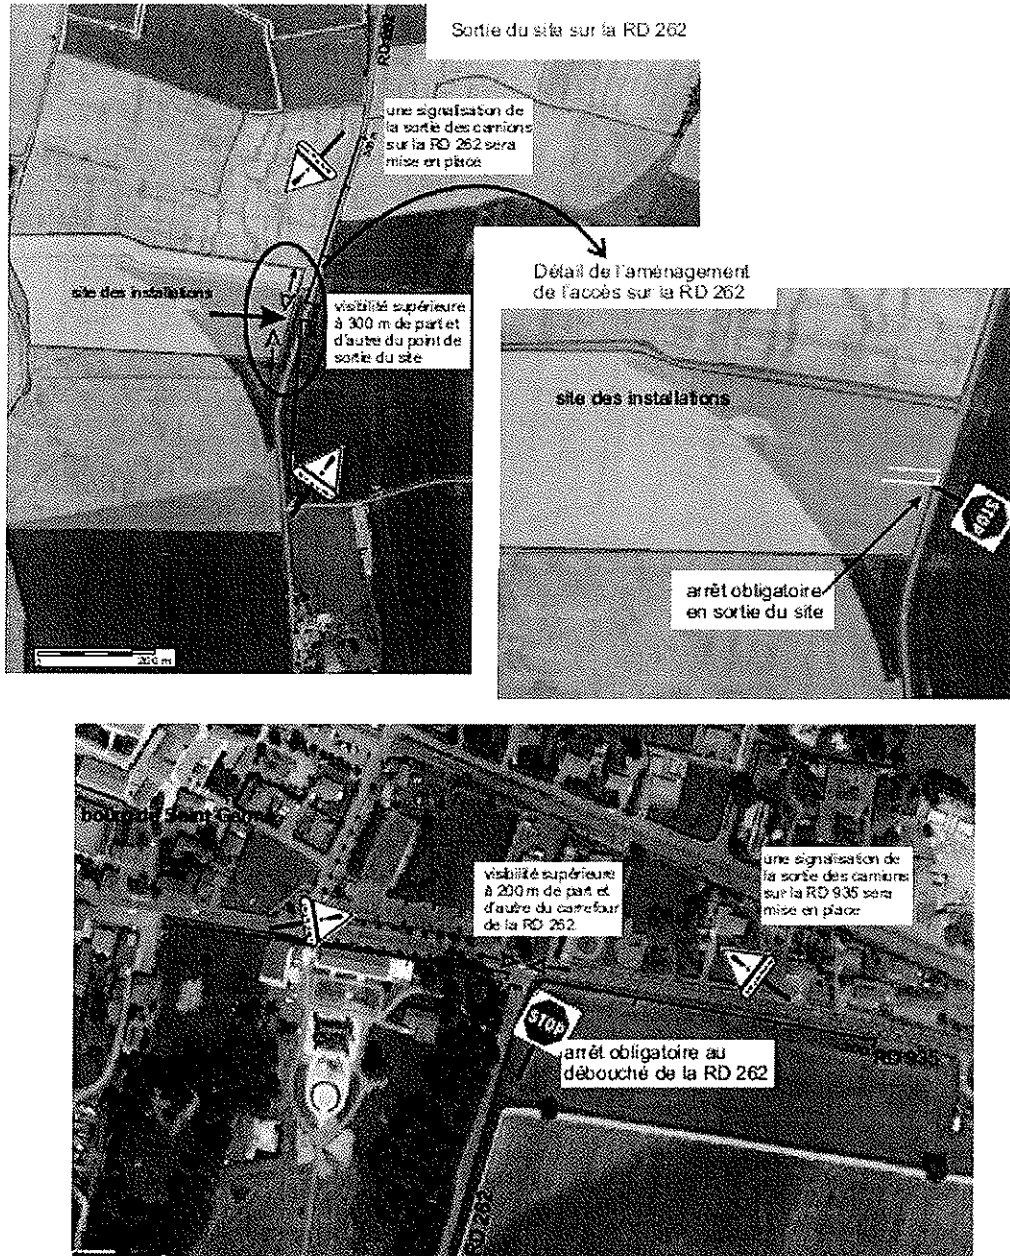 Sortie du site sur la RD 262
une signalisation de
la sortie des camions
sur la RD 262 sera
mise en place
site des installations
visibilité supérieure
à 300 m de part et
d'autre du point de
sortie du site
200 m
Détail de l'aménagement
de l'accès sur la RD 262
site des installations
STOP
arrêt obligatoire
en sortie du site
bourg de Saint
visibilité supérieure
à 200 m de part et
d'autre du carrefour
de la RD 262
une signalisation de
la sortie des camions
sur la RD 935 sera
mise en place
STOP
arrêt obligatoire au
débouché de la RD 262
RD 935
RD 262